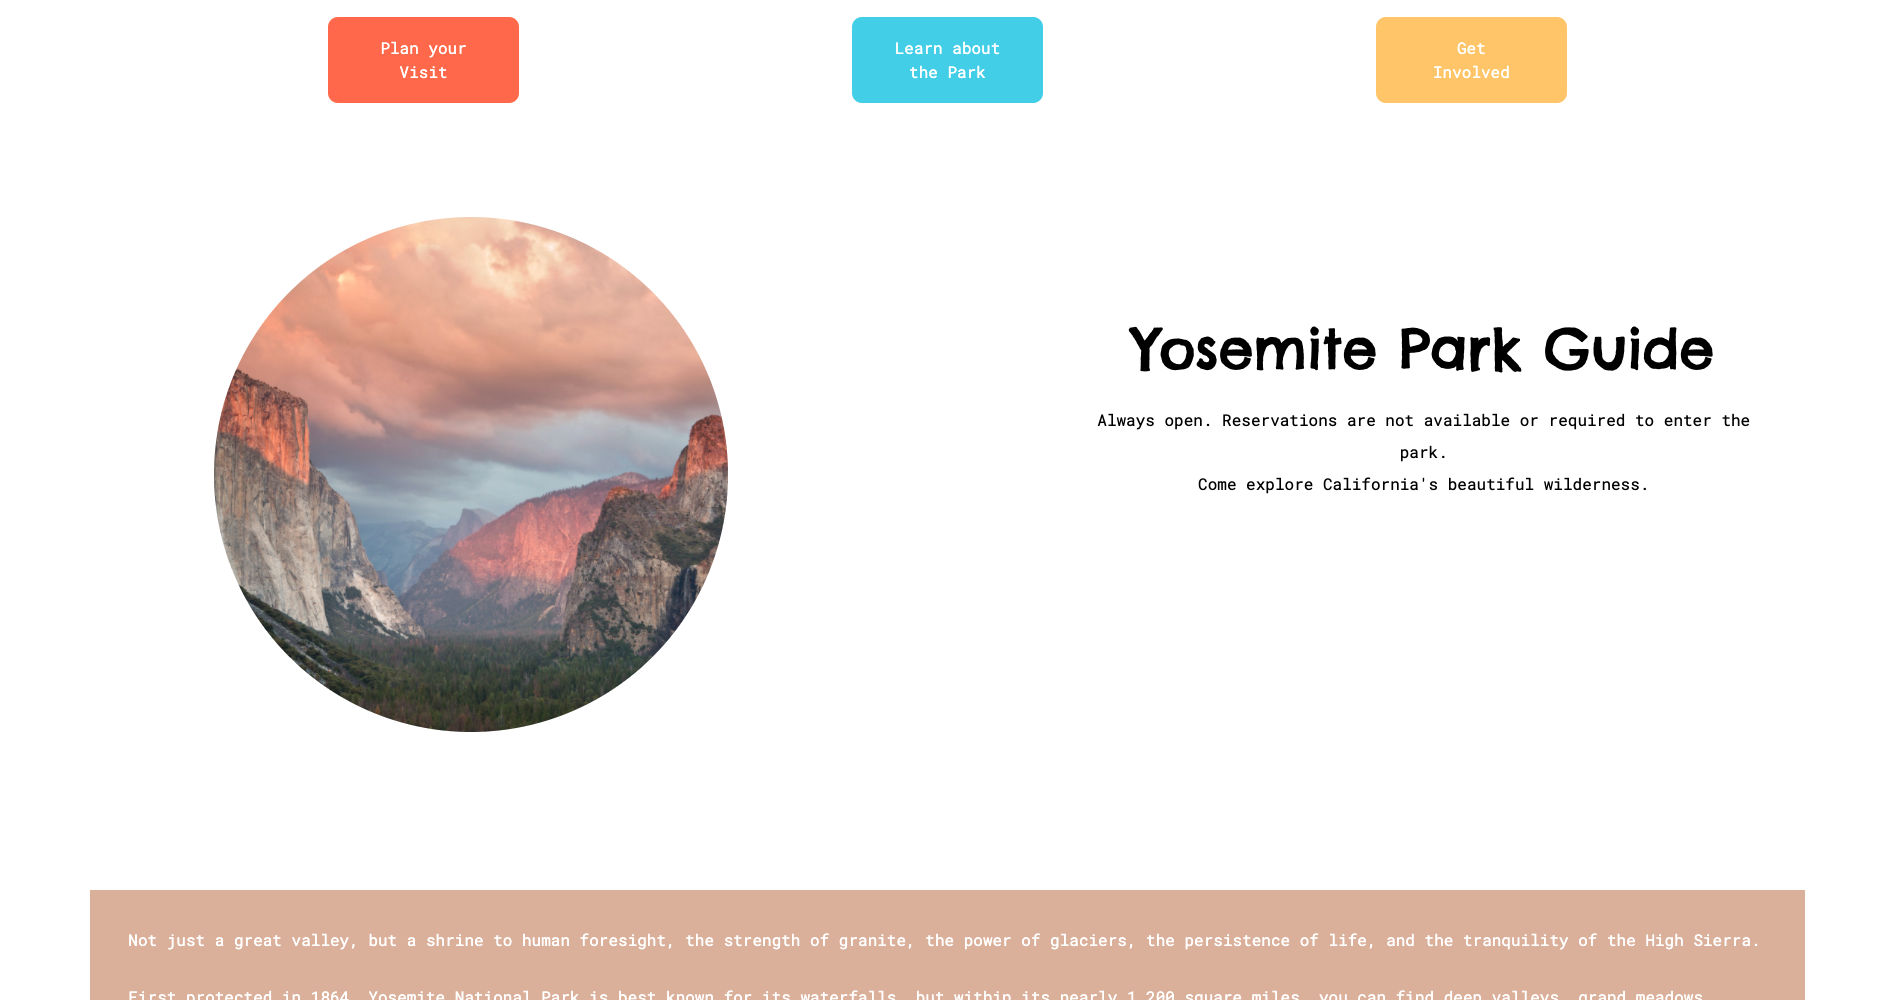 Plan your
Visit
Learn about
the Park
Get
Involved
Yosemite Park Guide
Always open. Reservations are not available or required to enter the
park.
Come explore California's beautiful wilderness.
Not just a great valley, but a shrine to human foresight, the strength of granite, the power of glaciers, the persistence of life, and the tranquility of the High Sierra.
First protected in 1864, Yosemite National Park is best known for its waterfalls, but within its nearly 1,200 square miles, you can find deep valleys, grand meadows,